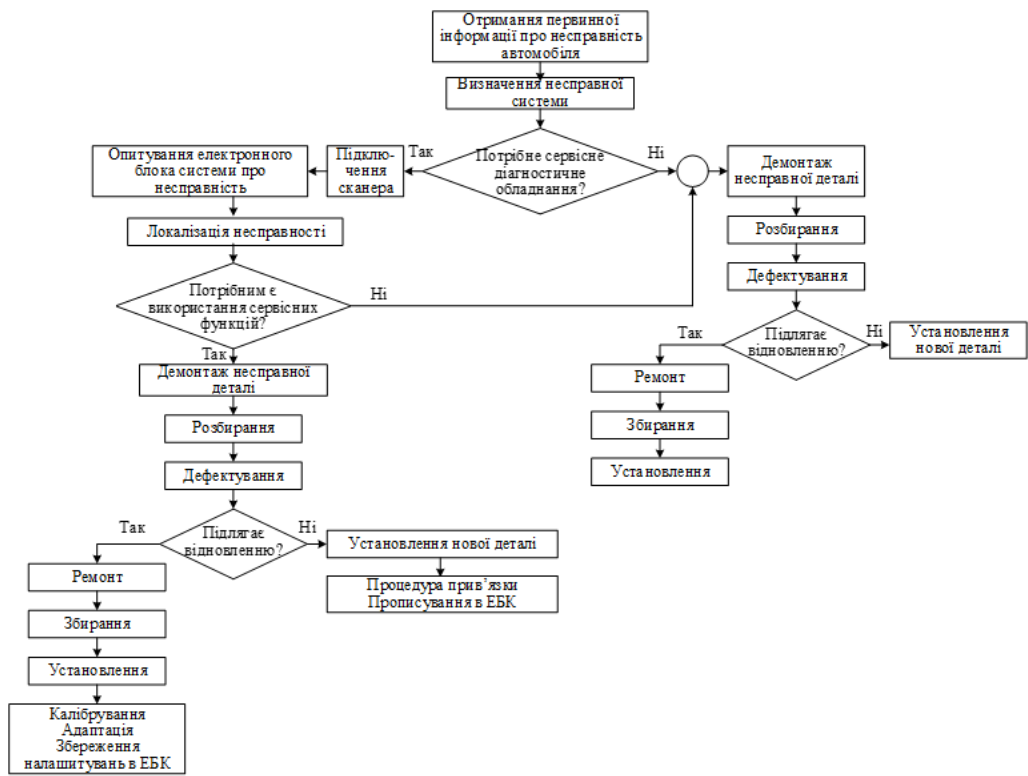 Отримання первинної
інформації про несправність
автомобіля
Визначення несправної
системи
Потрібне сервісне
діагностичне
обладнання?
Так
Ні
Підклю-
чення
сканера
Опитування електронного
блока системи про
несправність
Локалізація несправності
Потрібним є
використання сервісних
функцій?
Ні
Так
Демонтаж несправної
деталі
Розбирання
Дефектування
Підлягає
відновленню?
Так
Ні
Ремонт
Збирання
Установлення
Калібрування
Адаптація
Збереження
налашитувань в ЕБК
Установлення нової деталі
Процедура прив’язки
Прописування в ЕБК
Демонтаж
несправної деталі
Розбирання
Дефектування
Підлягає
відновленню?
Так
Ні
Установлення
нової деталі
Ремонт
Збирання
Установлення